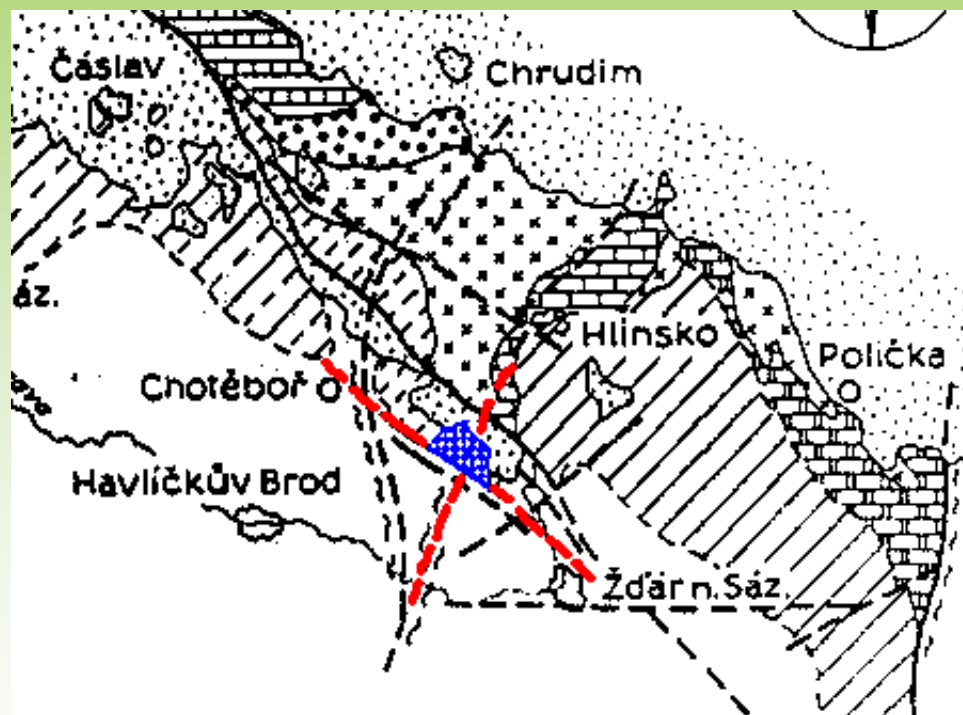 Čáslav
Chrudim
áz.
Hlinsko
Polička
Chotěboř
Havlíčkův Brod
Žďár n. Sáz.